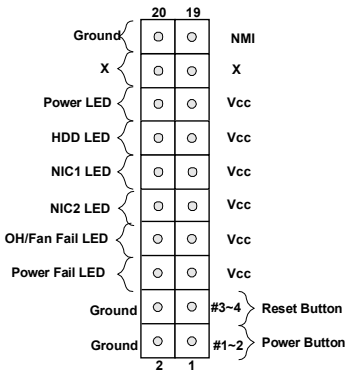 20 19
Ground NMI
X X
Power LED Vcc
HDD LED Vcc
NIC1 LED Vcc
NIC2 LED Vcc
OH/Fan Fail LED Vcc
Power Fail LED Vcc
Ground #3~4 Reset Button
Ground #1~2 Power Button
2 1